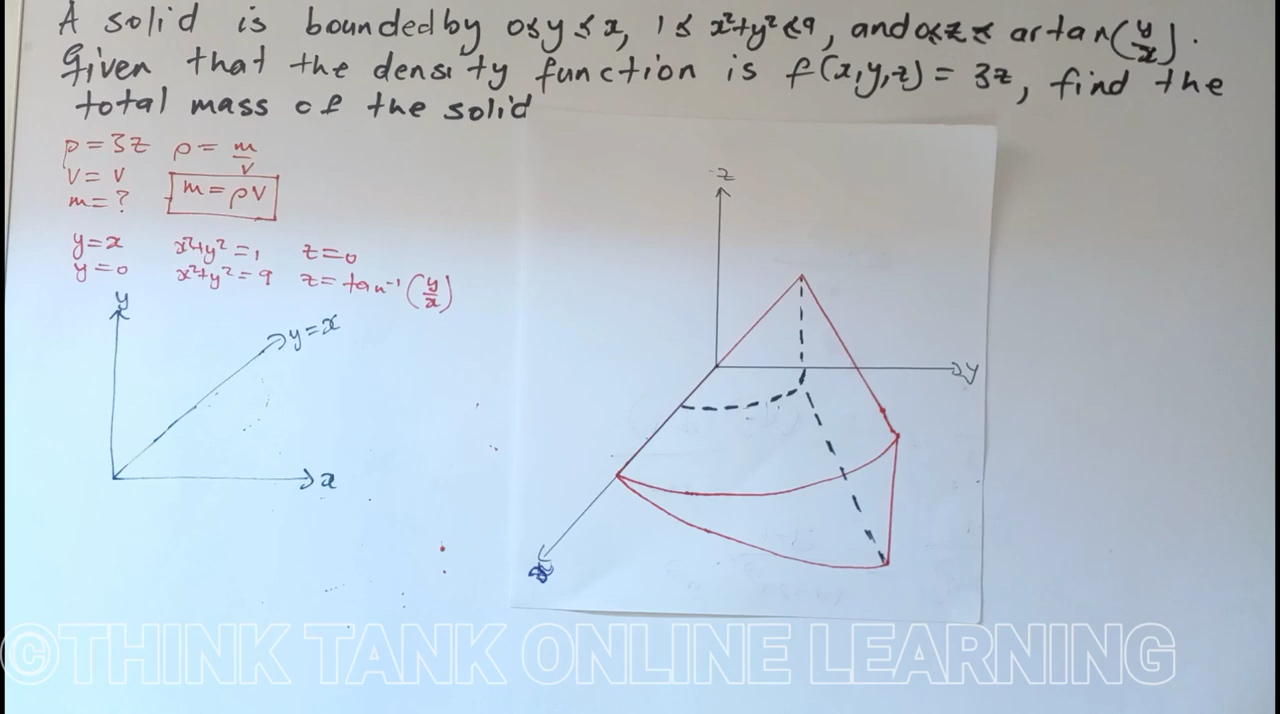 A solid is bounded by 0≤y≤x, 1≤ x²+y² ≤9, and 0≤z≤ artan(y/x).
Given that the density function is f(x,y,z) = 3z, find the
total mass of the solid
ρ = 3z ρ = m/v
V = V m = ρV
m = ?
y=x x²+y²=1 z=0
y=0 x²+y²=9 z= tan⁻¹(y/x)
y
y=x
x
z
y
©THINK TANK ONLINE LEARNING